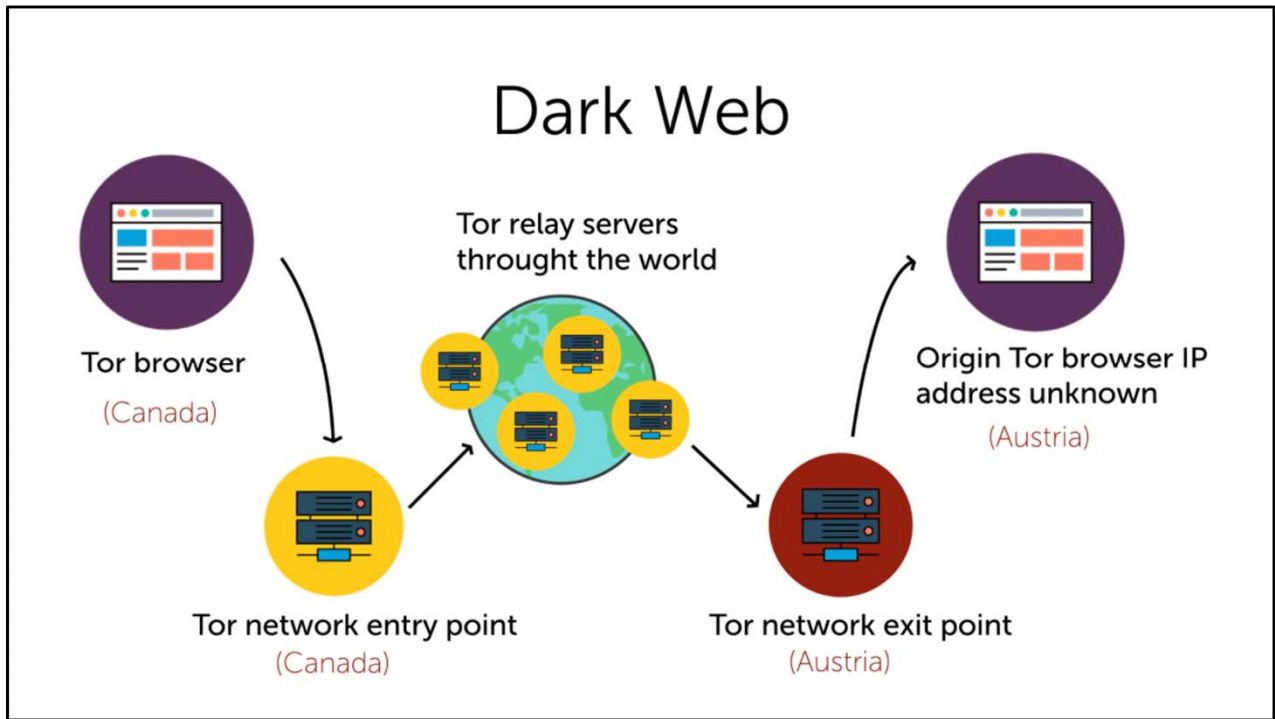 Dark Web
Tor relay servers
throught the world
Tor browser
(Canada)
Origin Tor browser IP
address unknown
(Austria)
Tor network entry point
(Canada)
Tor network exit point
(Austria)